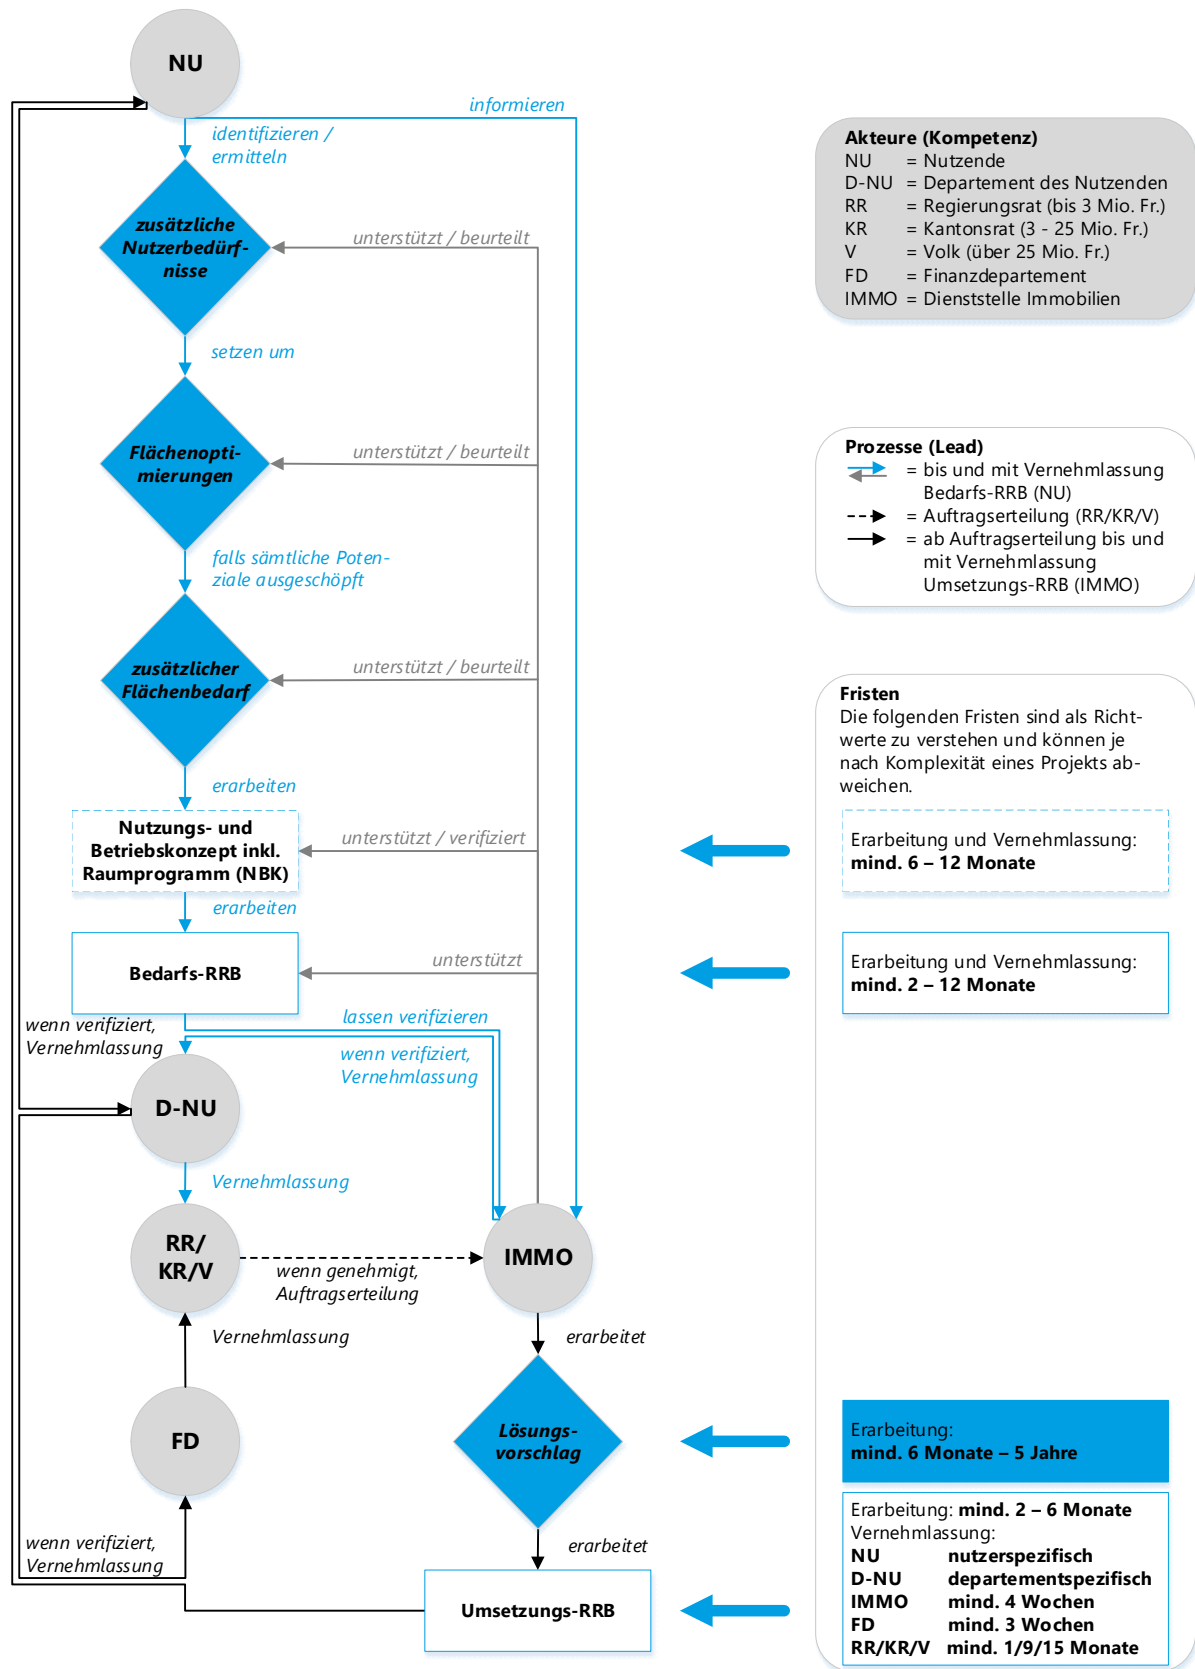 NU
informieren
identifizieren /
ermitteln
zusätzliche
Nutzerbedürf-
nisse
unterstützt / beurteilt
setzen um
Flächenopti-
mierungen
unterstützt / beurteilt
falls sämtliche Poten-
ziale ausgeschöpft
zusätzlicher
Flächenbedarf
unterstützt / beurteilt
erarbeiten
Nutzungs- und
Betriebskonzept inkl.
Raumprogramm (NBK)
unterstützt / verifiziert
erarbeiten
Bedarfs-RRB
unterstützt
wenn verifiziert,
Vernehmlassung
lassen verifizieren
wenn verifiziert,
Vernehmlassung
D-NU
Vernehmlassung
RR/
KR/V
wenn genehmigt,
Auftragserteilung
IMMO
Vernehmlassung
erarbeitet
FD
Lösungs-
vorschlag
wenn verifiziert,
Vernehmlassung
erarbeitet
Umsetzungs-RRB
Akteure (Kompetenz)
NU = Nutzende
D-NU = Departement des Nutzenden
RR = Regierungsrat (bis 3 Mio. Fr.)
KR = Kantonsrat (3 - 25 Mio. Fr.)
V = Volk (über 25 Mio. Fr.)
FD = Finanzdepartement
IMMO = Dienststelle Immobilien
Prozesse (Lead)
= bis und mit Vernehmlassung
Bedarfs-RRB (NU)
= Auftragserteilung (RR/KR/V)
= ab Auftragserteilung bis und
mit Vernehmlassung
Umsetzungs-RRB (IMMO)
Fristen
Die folgenden Fristen sind als Richt-
werte zu verstehen und können je
nach Komplexität eines Projekts ab-
weichen.
Erarbeitung und Vernehmlassung:
mind. 6 – 12 Monate
Erarbeitung und Vernehmlassung:
mind. 2 – 12 Monate
Erarbeitung:
mind. 6 Monate – 5 Jahre
Erarbeitung: mind. 2 – 6 Monate
Vernehmlassung:
NU nutzerspezifisch
D-NU departementspezifisch
IMMO mind. 4 Wochen
FD mind. 3 Wochen
RR/KR/V mind. 1/9/15 Monate